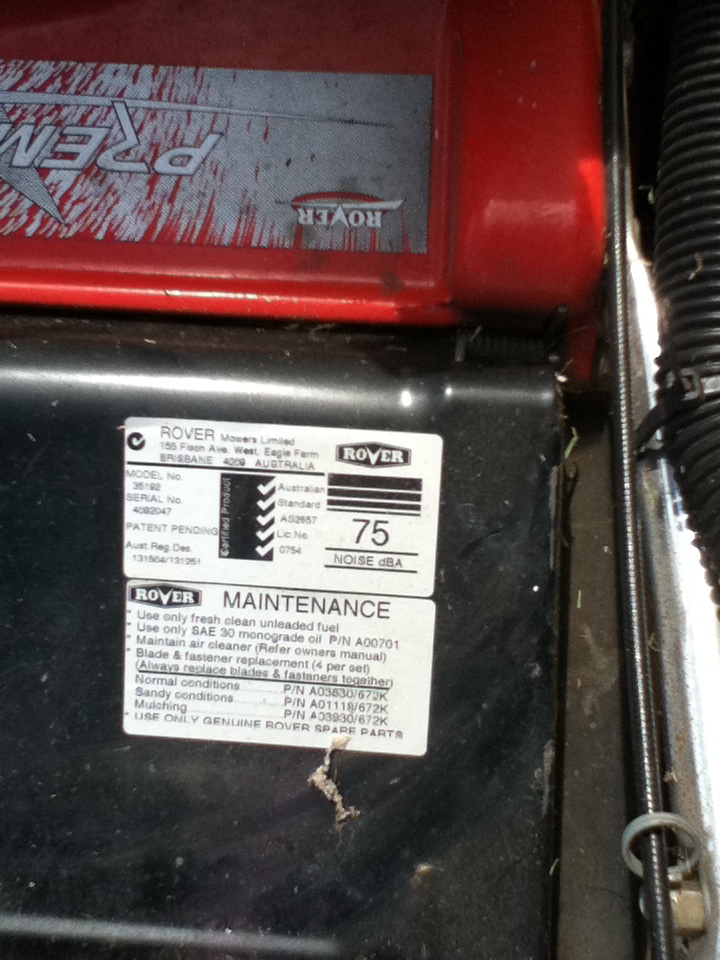 PREM
ROVER
ROVER Mowers Limited
155 Fison Ave. West, Eagle Farm
BRISBANE 4009 AUSTRALIA
ROVER
MODEL No.
35192
SERIAL No.
4092047
PATENT PENDING
Aust.Reg.Des.
131564/131251
Certified Product
Australian
Standard
AS2657
Lic.No.
0754
75
NOISE dBA
ROVER MAINTENANCE
* Use only fresh clean unleaded fuel
* Use only SAE 30 monograde oil P/N A00701
* Maintain air cleaner (Refer owners manual)
* Blade & fastener replacement (4 per set)
(Always replace blades & fasteners together)
Normal conditions ........ P/N A03630/672K
Sandy conditions ........ P/N A01118/672K
Mulching ........ P/N A03930/672K
* USE ONLY GENUINE ROVER SPARE PARTS